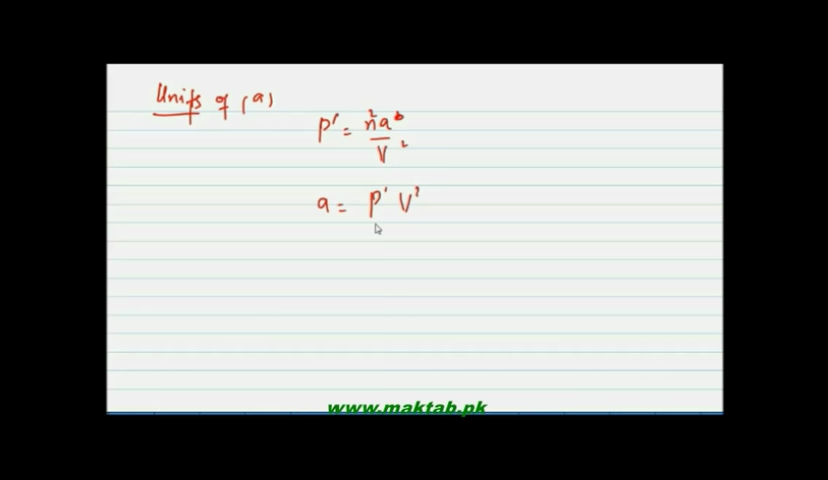 Units of (a)
P' = n²a
V²
a = P' V²
www.maktab.pk